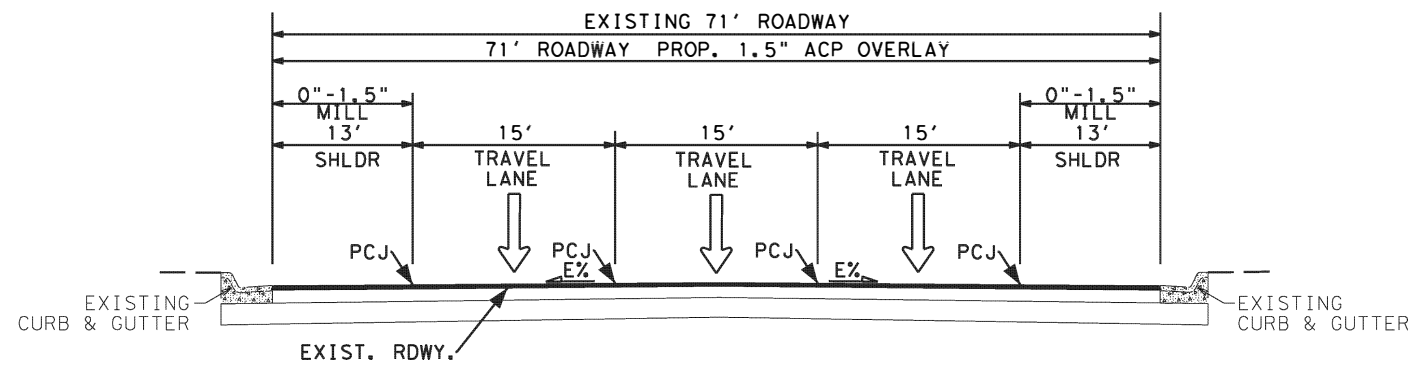 EXISTING 71' ROADWAY
71' ROADWAY PROP. 1.5" ACP OVERLAY
0"-1.5"
MILL
0"-1.5"
MILL
13'
SHLDR
15'
TRAVEL
LANE
15'
TRAVEL
LANE
15'
TRAVEL
LANE
13'
SHLDR
PCJ
PCJ
E%
PCJ
E%
PCJ
EXISTING
CURB & GUTTER
EXISTING
CURB & GUTTER
EXIST. RDWY.